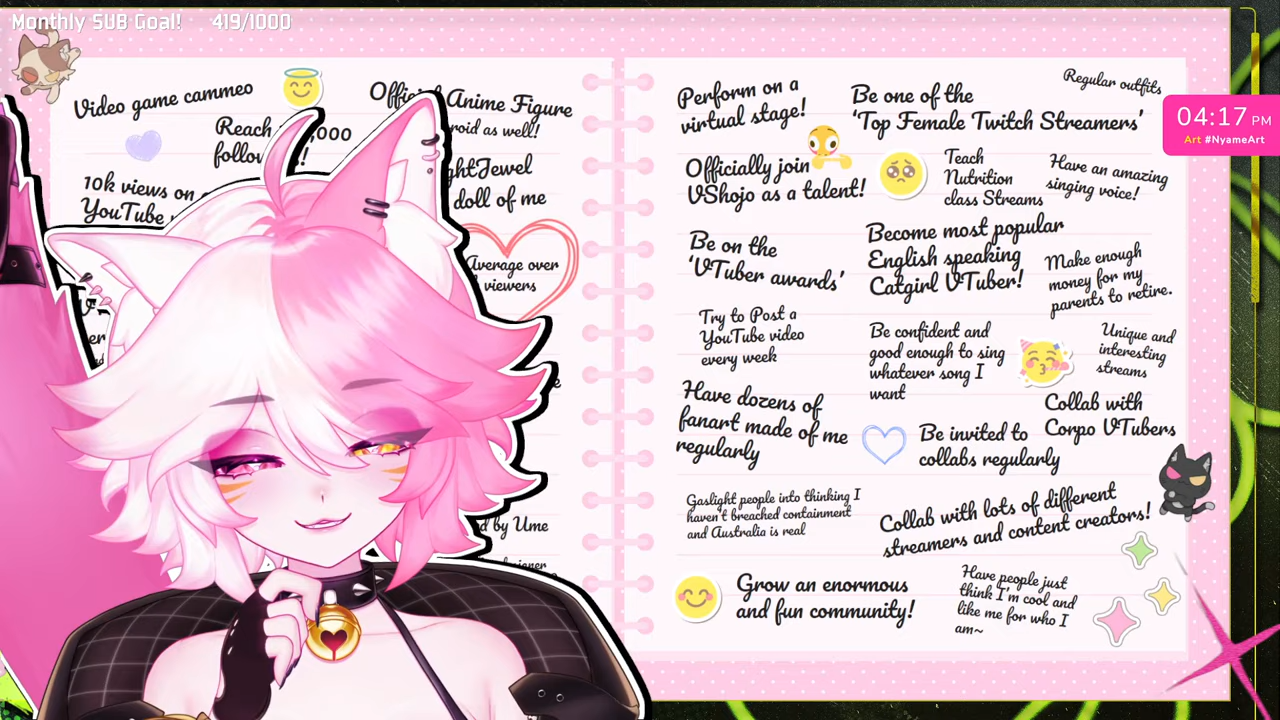 Monthly SUB Goal! 419/1000
Video game cammeo
Official Anime Figure
as well!
Reach
000
10k views on
YouTube
doll of me
Average over
viewers
by Ume
Perform on a
virtual stage!
Be one of the
'Top Female Twitch Streamers'
Regular outfits
04:17 PM
Art #NyameArt
Officially join
VShojo as a talent!
Teach
Nutrition
class Streams
Have an amazing
singing voice!
Be on the
'VTuber awards'
Become most popular
English speaking
Catgirl VTuber!
Make enough
money for my
parents to retire.
Try to Post a
YouTube video
every week
Be confident and
good enough to sing
whatever song I
want
Unique and
interesting
streams
Have dozens of
fanart made of me
regularly
Be invited to
collabs regularly
Collab with
Corpo VTubers
Gaslight people into thinking I
haven't breached containment
and Australia is real
Collab with lots of different
streamers and content creators!
Grow an enormous
and fun community!
Have people just
think I'm cool and
like me for who I
am~